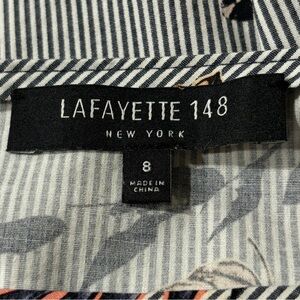 LAFAYETTE 148
NEW YORK
8
MADE IN
CHINA